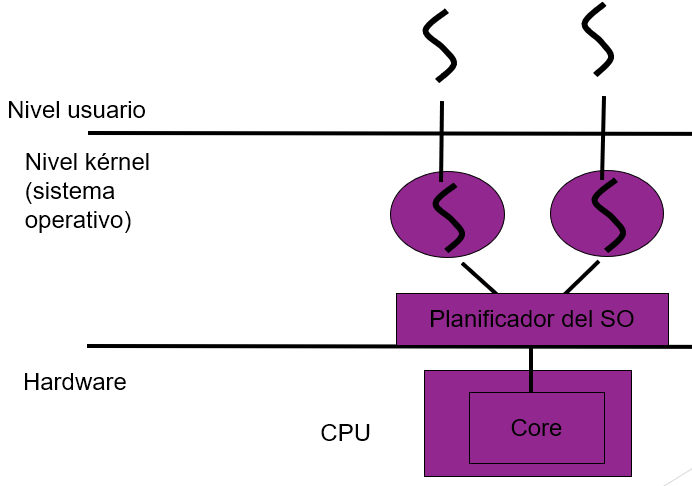 Nivel usuario
Nivel kérnel
(sistema
operativo)
Planificador del SO
Hardware
CPU
Core